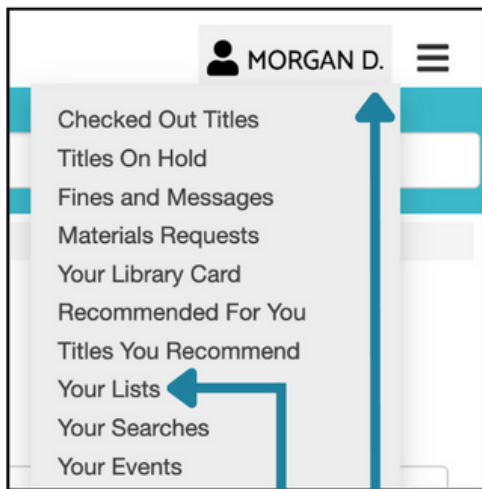 MORGAN D.
Checked Out Titles
Titles On Hold
Fines and Messages
Materials Requests
Your Library Card
Recommended For You
Titles You Recommend
Your Lists
Your Searches
Your Events